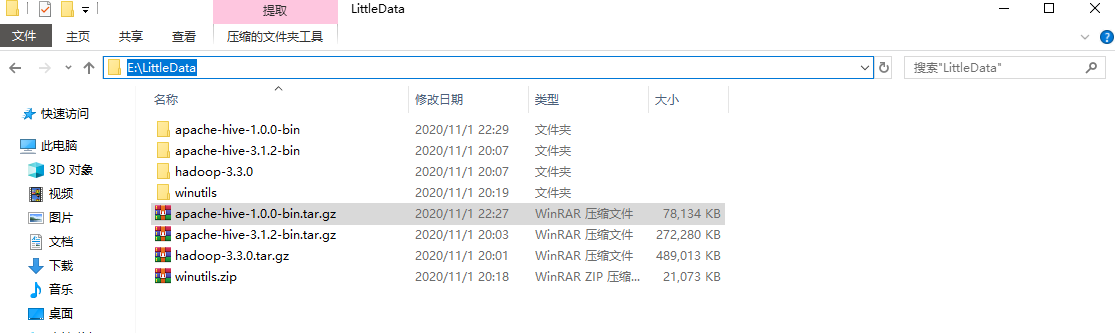 提取
LittleData
文件
主页
共享
查看
压缩的文件夹工具
E:\LittleData
搜索"LittleData"
名称
修改日期
类型
大小
快速访问
此电脑
3D 对象
视频
图片
文档
下载
音乐
桌面
apache-hive-1.0.0-bin 2020/11/1 22:29 文件夹
apache-hive-3.1.2-bin 2020/11/1 20:07 文件夹
hadoop-3.3.0 2020/11/1 20:07 文件夹
winutils 2020/11/1 20:19 文件夹
apache-hive-1.0.0-bin.tar.gz 2020/11/1 22:27 WinRAR 压缩文件 78,134 KB
apache-hive-3.1.2-bin.tar.gz 2020/11/1 20:03 WinRAR 压缩文件 272,280 KB
hadoop-3.3.0.tar.gz 2020/11/1 20:01 WinRAR 压缩文件 489,013 KB
winutils.zip 2020/11/1 20:18 WinRAR ZIP 压缩... 21,073 KB